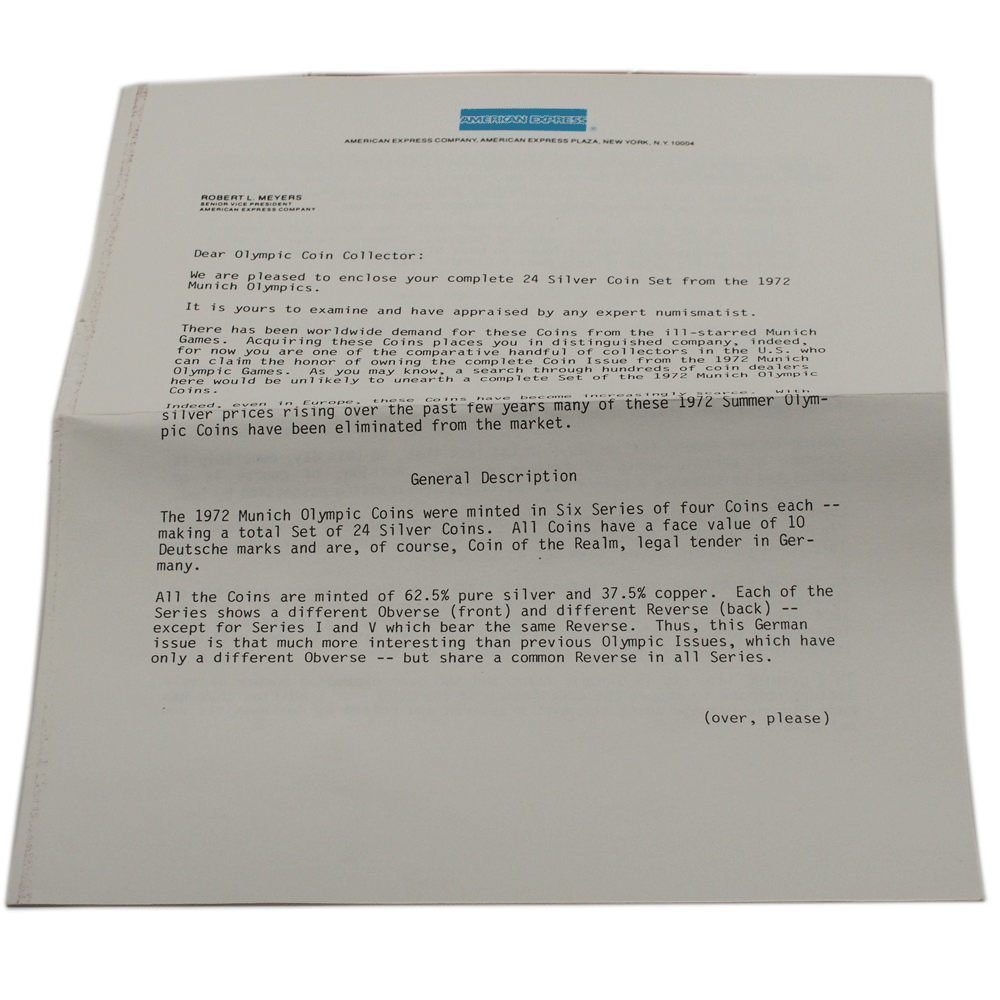 AMERICAN EXPRESS®
AMERICAN EXPRESS COMPANY, AMERICAN EXPRESS PLAZA, NEW YORK, N.Y. 10004
ROBERT L. MEYERS
SENIOR VICE PRESIDENT
AMERICAN EXPRESS COMPANY
Dear Olympic Coin Collector:
We are pleased to enclose your complete 24 Silver Coin Set from the 1972
Munich Olympics.
It is yours to examine and have appraised by any expert numismatist.
There has been worldwide demand for these Coins from the ill-starred Munich
Games. Acquiring these Coins places you in distinguished company, indeed,
for now you are one of the comparative handful of collectors in the U.S. who
can claim the honor of owning the complete Coin Issue from the 1972 Munich
Olympic Games. As you may know, a search through hundreds of coin dealers
here would be unlikely to unearth a complete Set of the 1972 Munich Olympic
Coins.
Indeed, even in Europe, these Coins have become increasingly scarce. With
silver prices rising over the past few years many of these 1972 Summer Olym-
pic Coins have been eliminated from the market.
General Description
The 1972 Munich Olympic Coins were minted in Six Series of four Coins each --
making a total Set of 24 Silver Coins. All Coins have a face value of 10
Deutsche marks and are, of course, Coin of the Realm, legal tender in Ger-
many.
All the Coins are minted of 62.5% pure silver and 37.5% copper. Each of the
Series shows a different Obverse (front) and different Reverse (back) --
except for Series I and V which bear the same Reverse. Thus, this German
issue is that much more interesting than previous Olympic Issues, which have
only a different Obverse -- but share a common Reverse in all Series.
(over, please)